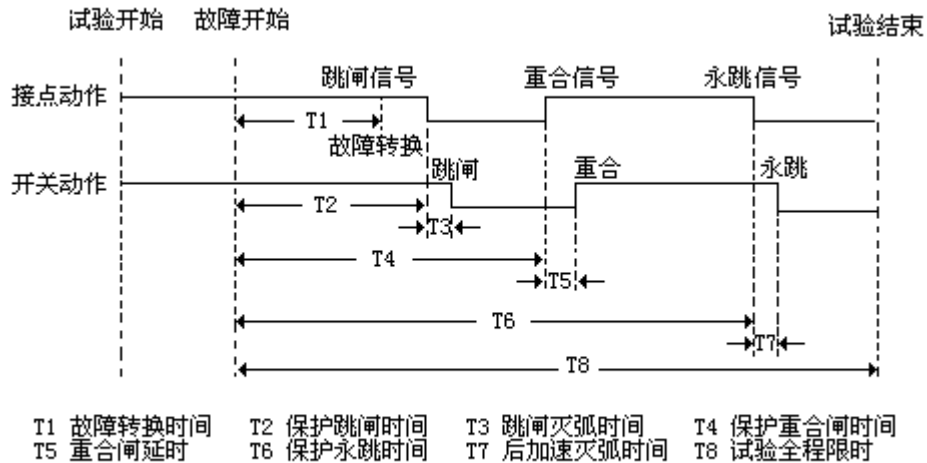 试验开始 故障开始 试验结束
跳闸信号 重合信号 永跳信号
接点动作
T1
故障转换
跳闸 重合 永跳
开关动作
T2
T3
T4
T5
T6
T7
T8
T1 故障转换时间 T2 保护跳闸时间 T3 跳闸灭弧时间 T4 保护重合闸时间
T5 重合闸延时 T6 保护永跳时间 T7 后加速灭弧时间 T8 试验全程限时